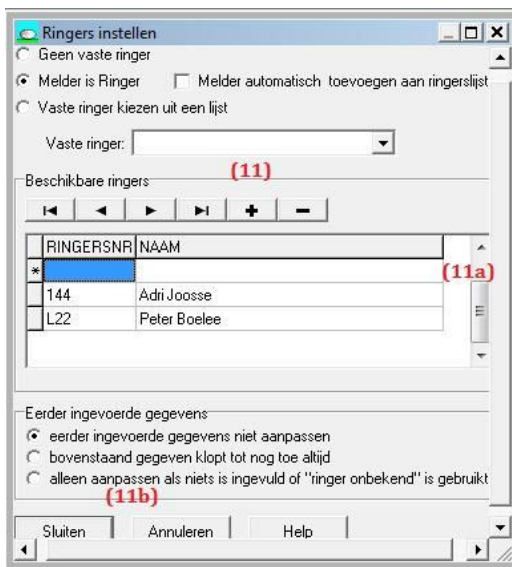 Ringers instellen
Geen vaste ringer
Melder is Ringer Melder automatisch toevoegen aan ringerslijst
Vaste ringer kiezen uit een lijst
Vaste ringer:
(11)
Beschikbare ringers
RINGERSNR NAAM
(11a)
*
144 Adri Joosse
L22 Peter Boelee
Eerder ingevoerde gegevens
eerder ingevoerde gegevens niet aanpassen
bovenstaand gegeven klopt tot nog toe altijd
alleen aanpassen als niets is ingevuld of "ringer onbekend" is gebruikt
(11b)
Sluiten Annuleren Help